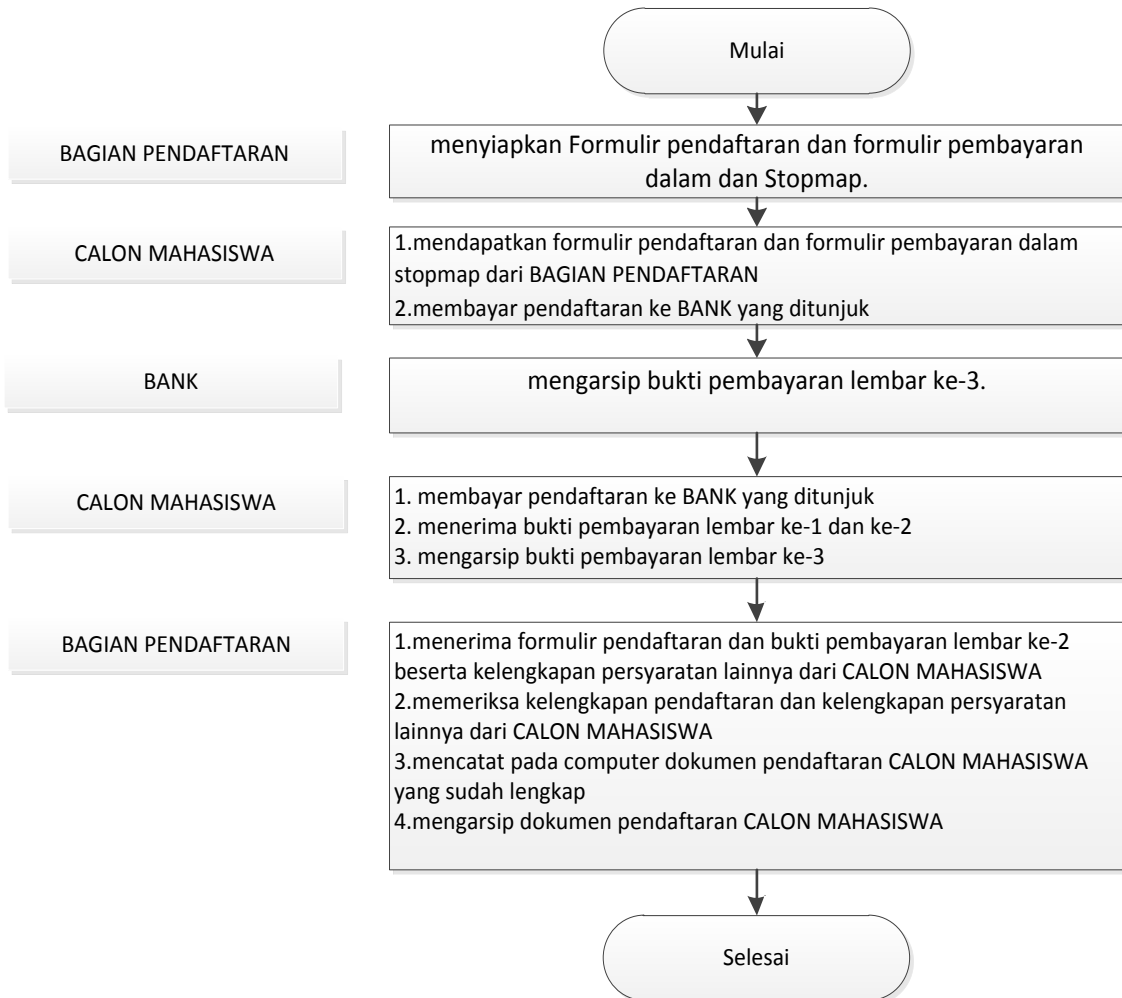 Mulai
BAGIAN PENDAFTARAN
menyiapkan Formulir pendaftaran dan formulir pembayaran
dalam dan Stopmap.
CALON MAHASISWA
1.mendapatkan formulir pendaftaran dan formulir pembayaran dalam
stopmap dari BAGIAN PENDAFTARAN
2.membayar pendaftaran ke BANK yang ditunjuk
BANK
mengarsip bukti pembayaran lembar ke-3.
CALON MAHASISWA
1. membayar pendaftaran ke BANK yang ditunjuk
2. menerima bukti pembayaran lembar ke-1 dan ke-2
3. mengarsip bukti pembayaran lembar ke-3
BAGIAN PENDAFTARAN
1.menerima formulir pendaftaran dan bukti pembayaran lembar ke-2
beserta kelengkapan persyaratan lainnya dari CALON MAHASISWA
2.memeriksa kelengkapan pendaftaran dan kelengkapan persyaratan
lainnya dari CALON MAHASISWA
3.mencatat pada computer dokumen pendaftaran CALON MAHASISWA
yang sudah lengkap
4.mengarsip dokumen pendaftaran CALON MAHASISWA
Selesai